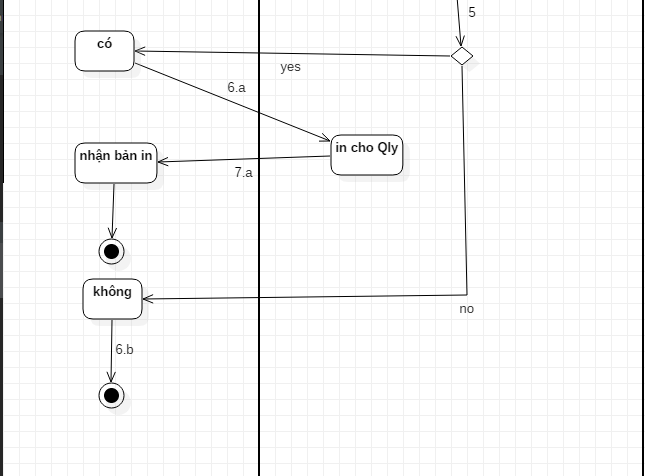 5
có
yes
6.a
in cho Qly
nhận bản in
7.a
không
no
6.b